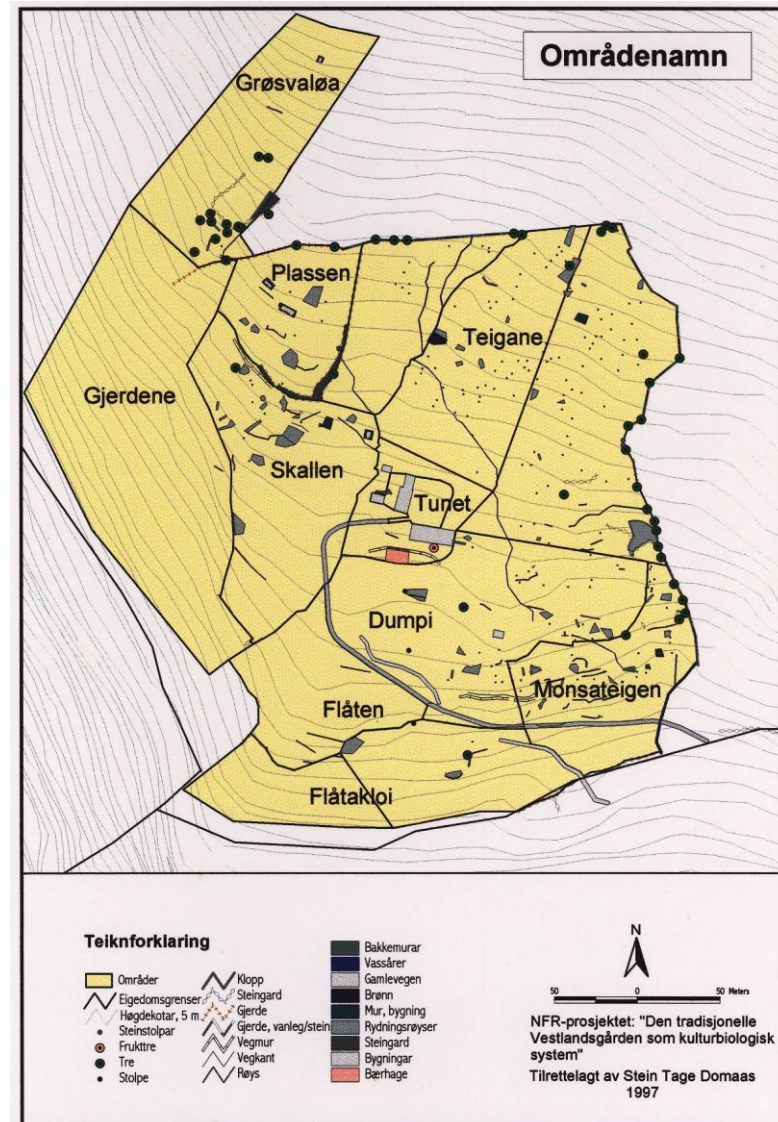 Områdenamn
Grøsvaløa
Plassen
Teigane
Gjerdene
Skallen
Tunet
Dumpi
Monsateigen
Flåten
Flåtakloi
Teiknforklaring
Områder
Eigedomsgrenser
Høgdekotar, 5 m
Steinstolpar
Frukttre
Tre
Stolpe
Klopp
Steingard
Gjerde
Gjerde, vanleg/stein
Vegmur
Vegkant
Røys
Bakkemurar
Vassårer
Gamlevegen
Brønn
Mur, bygning
Rydningsrøyser
Steingard
Bygningar
Bærhage
N
50 0 50 Meters
NFR-prosjektet: "Den tradisjonelle
Vestlandsgården som kulturbiologisk
system"
Tilrettelagt av Stein Tage Domaas
1997